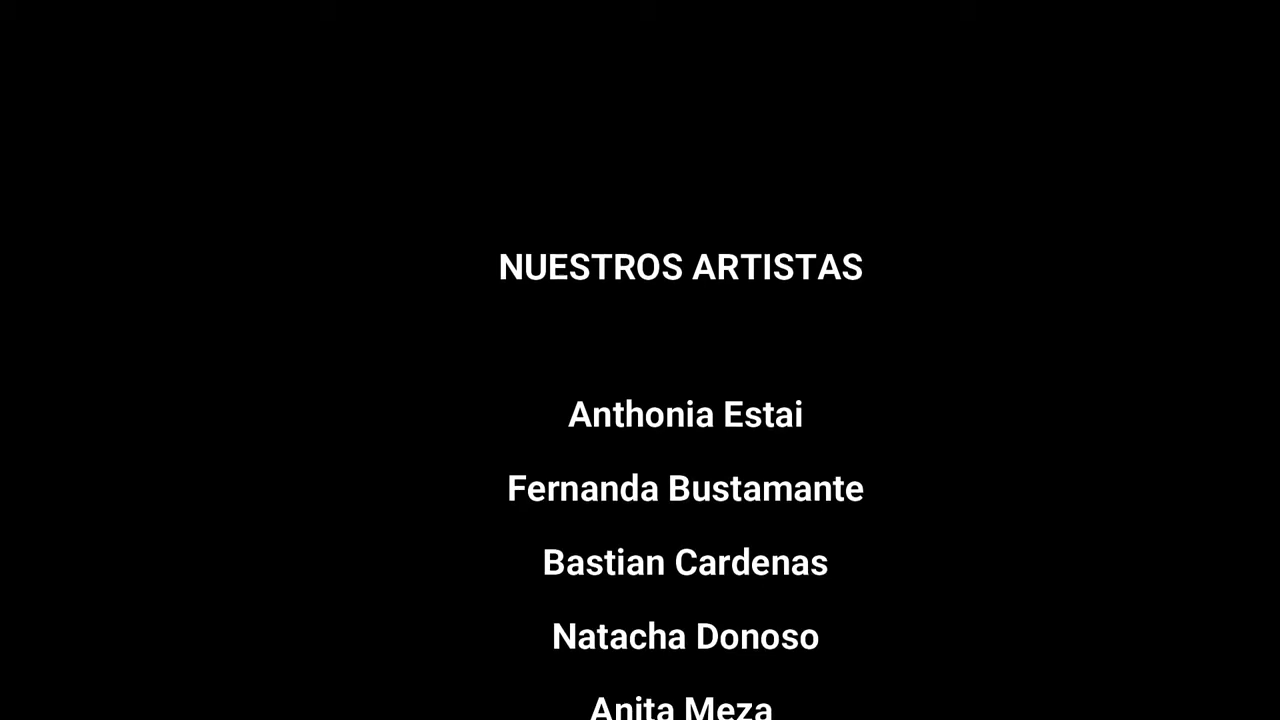 NUESTROS ARTISTAS
Anthonia Estai
Fernanda Bustamante
Bastian Cardenas
Natacha Donoso
Anita Meza